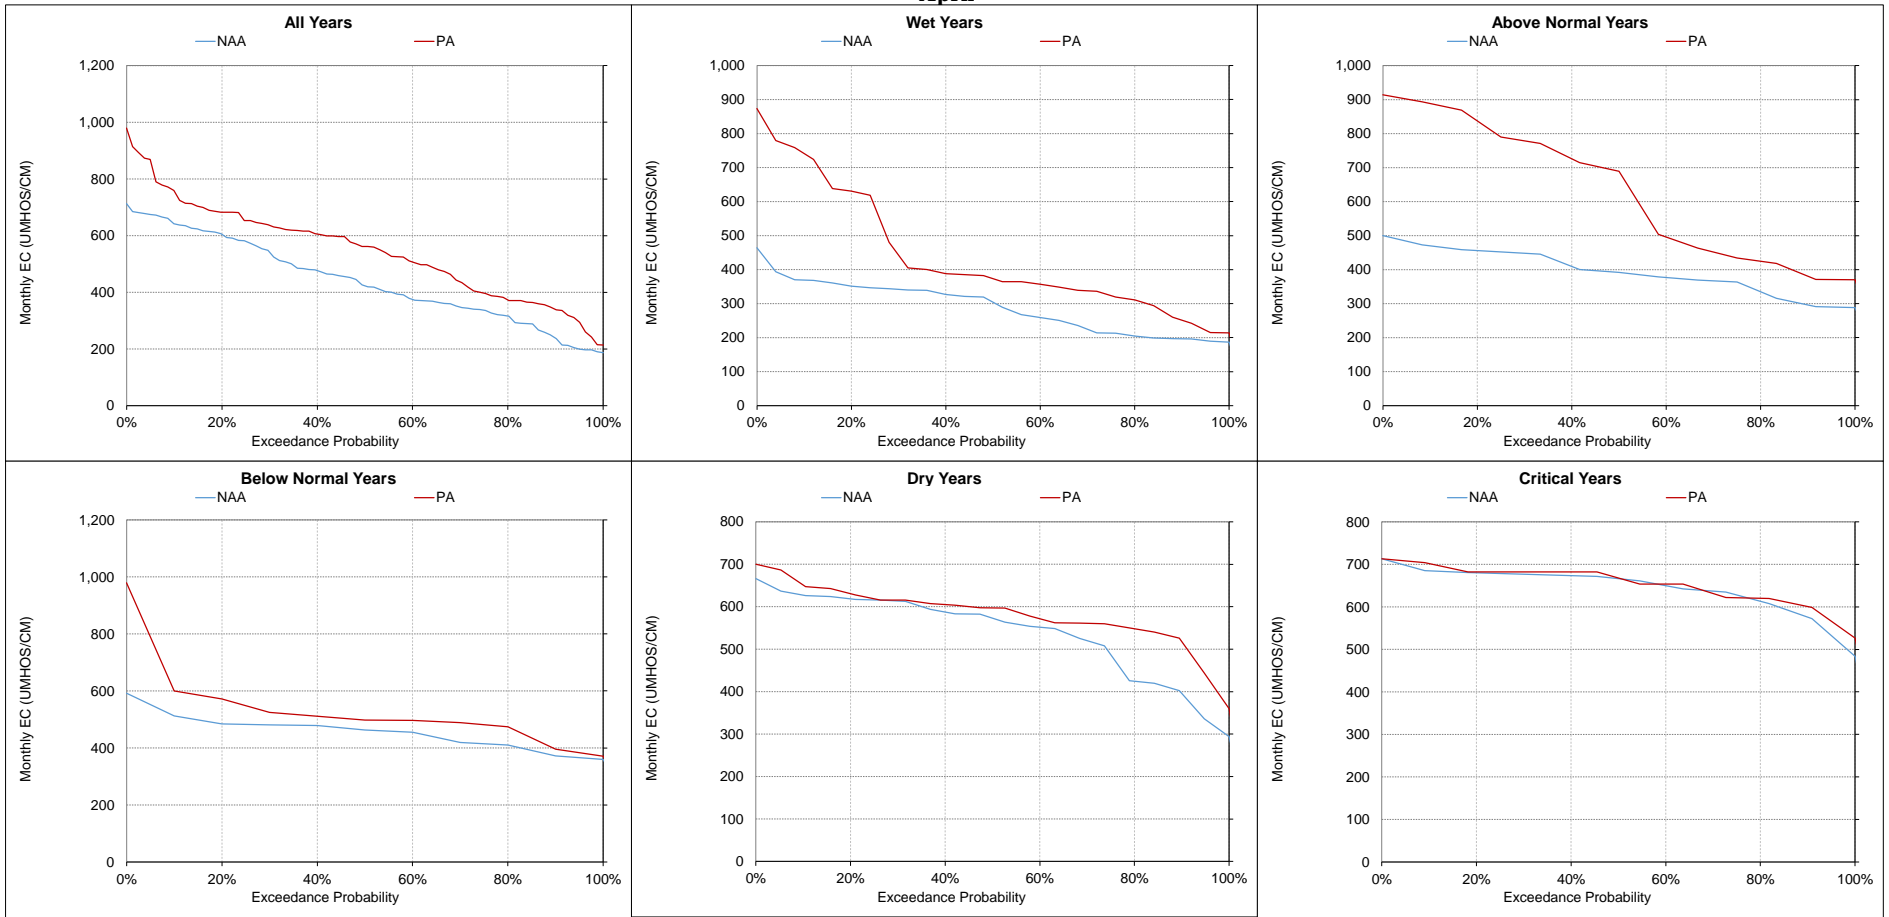 All Years
NAA PA
1,200
1,000
800
600
400
200
0
0% 20% 40% 60% 80% 100%
Monthly EC (UMHOS/CM)
Exceedance Probability
Wet Years
NAA PA
1,000
900
800
700
600
500
400
300
200
100
0
0% 20% 40% 60% 80% 100%
Monthly EC (UMHOS/CM)
Exceedance Probability
Above Normal Years
NAA PA
1,000
900
800
700
600
500
400
300
200
100
0
0% 20% 40% 60% 80% 100%
Monthly EC (UMHOS/CM)
Exceedance Probability
Below Normal Years
NAA PA
1,200
1,000
800
600
400
200
0
0% 20% 40% 60% 80% 100%
Monthly EC (UMHOS/CM)
Exceedance Probability
Dry Years
NAA PA
800
700
600
500
400
300
200
100
0
0% 20% 40% 60% 80% 100%
Monthly EC (UMHOS/CM)
Exceedance Probability
Critical Years
NAA PA
800
700
600
500
400
300
200
100
0
0% 20% 40% 60% 80% 100%
Monthly EC (UMHOS/CM)
Exceedance Probability